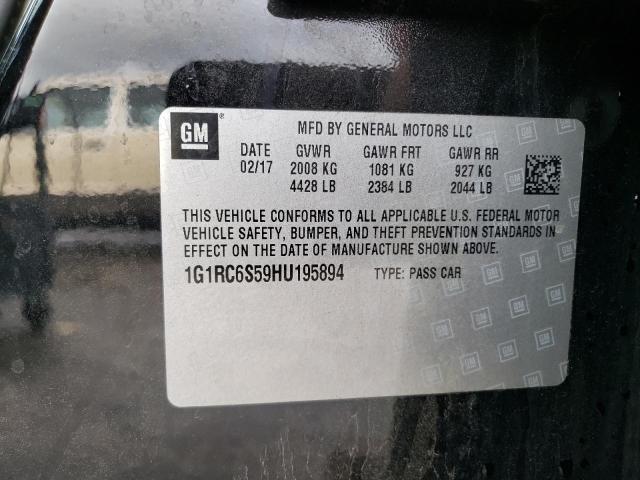 GM
MFD BY GENERAL MOTORS LLC
DATE GVWR GAWR FRT GAWR RR
02/17 2008 KG 1081 KG 927 KG
4428 LB 2384 LB 2044 LB
THIS VEHICLE CONFORMS TO ALL APPLICABLE U.S. FEDERAL MOTOR
VEHICLE SAFETY, BUMPER, AND THEFT PREVENTION STANDARDS IN
EFFECT ON THE DATE OF MANUFACTURE SHOWN ABOVE.
1G1RC6S59HU195894 TYPE: PASS CAR